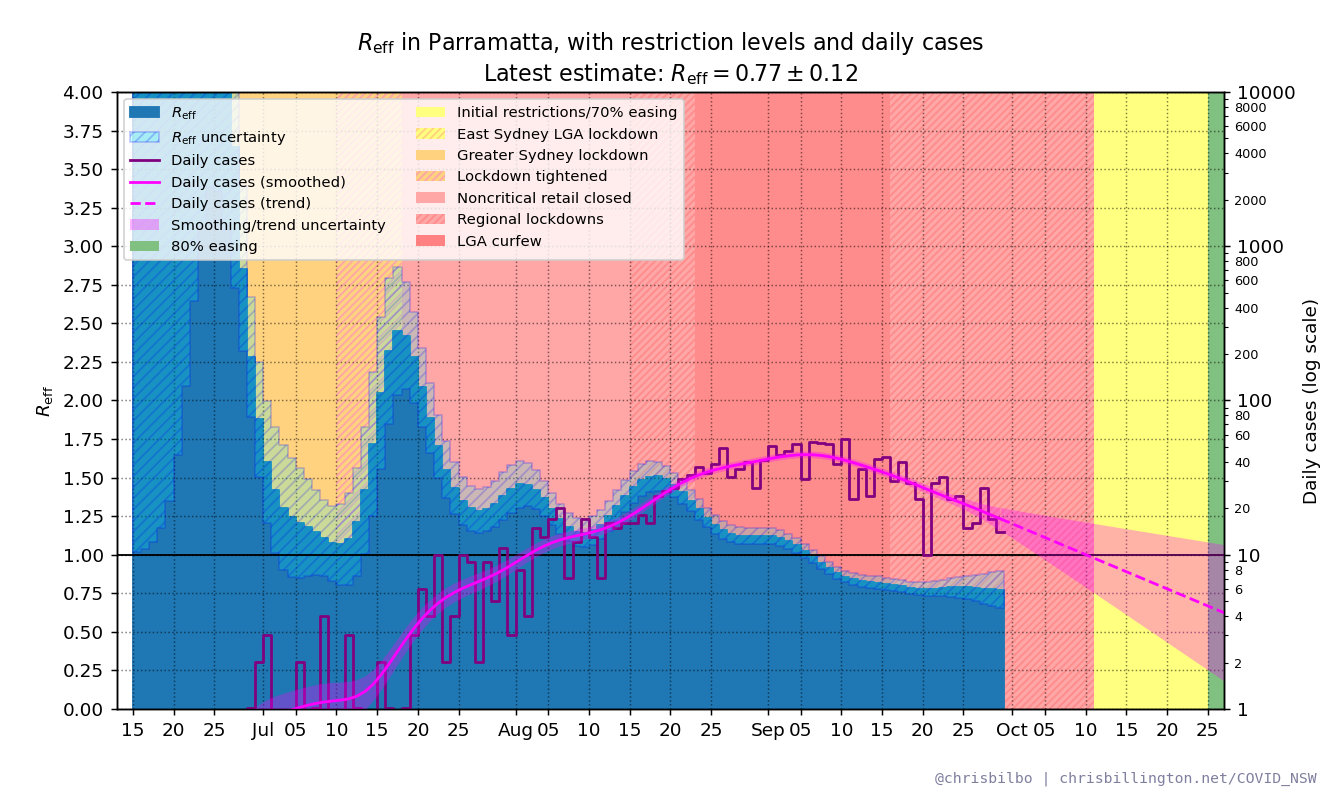 R_eff in Parramatta, with restriction levels and daily cases
Latest estimate: R_eff = 0.77 ± 0.12
R_eff
R_eff uncertainty
Daily cases
Daily cases (smoothed)
Daily cases (trend)
Smoothing/trend uncertainty
80% easing
Initial restrictions/70% easing
East Sydney LGA lockdown
Greater Sydney lockdown
Lockdown tightened
Noncritical retail closed
Regional lockdowns
LGA curfew
R_eff
4.00
3.75
3.50
3.25
3.00
2.75
2.50
2.25
2.00
1.75
1.50
1.25
1.00
0.75
0.50
0.25
0.00
10000
8000
6000
4000
2000
1000
800
600
400
200
100
80
60
40
20
10
8
6
4
2
1
Daily cases (log scale)
15 20 25 Jul 05 10 15 20 25 Aug 05 10 15 20 25 Sep 05 10 15 20 25 Oct 05 10 15 20 25
@chrisbilbo | chrisbillington.net/COVID_NSW